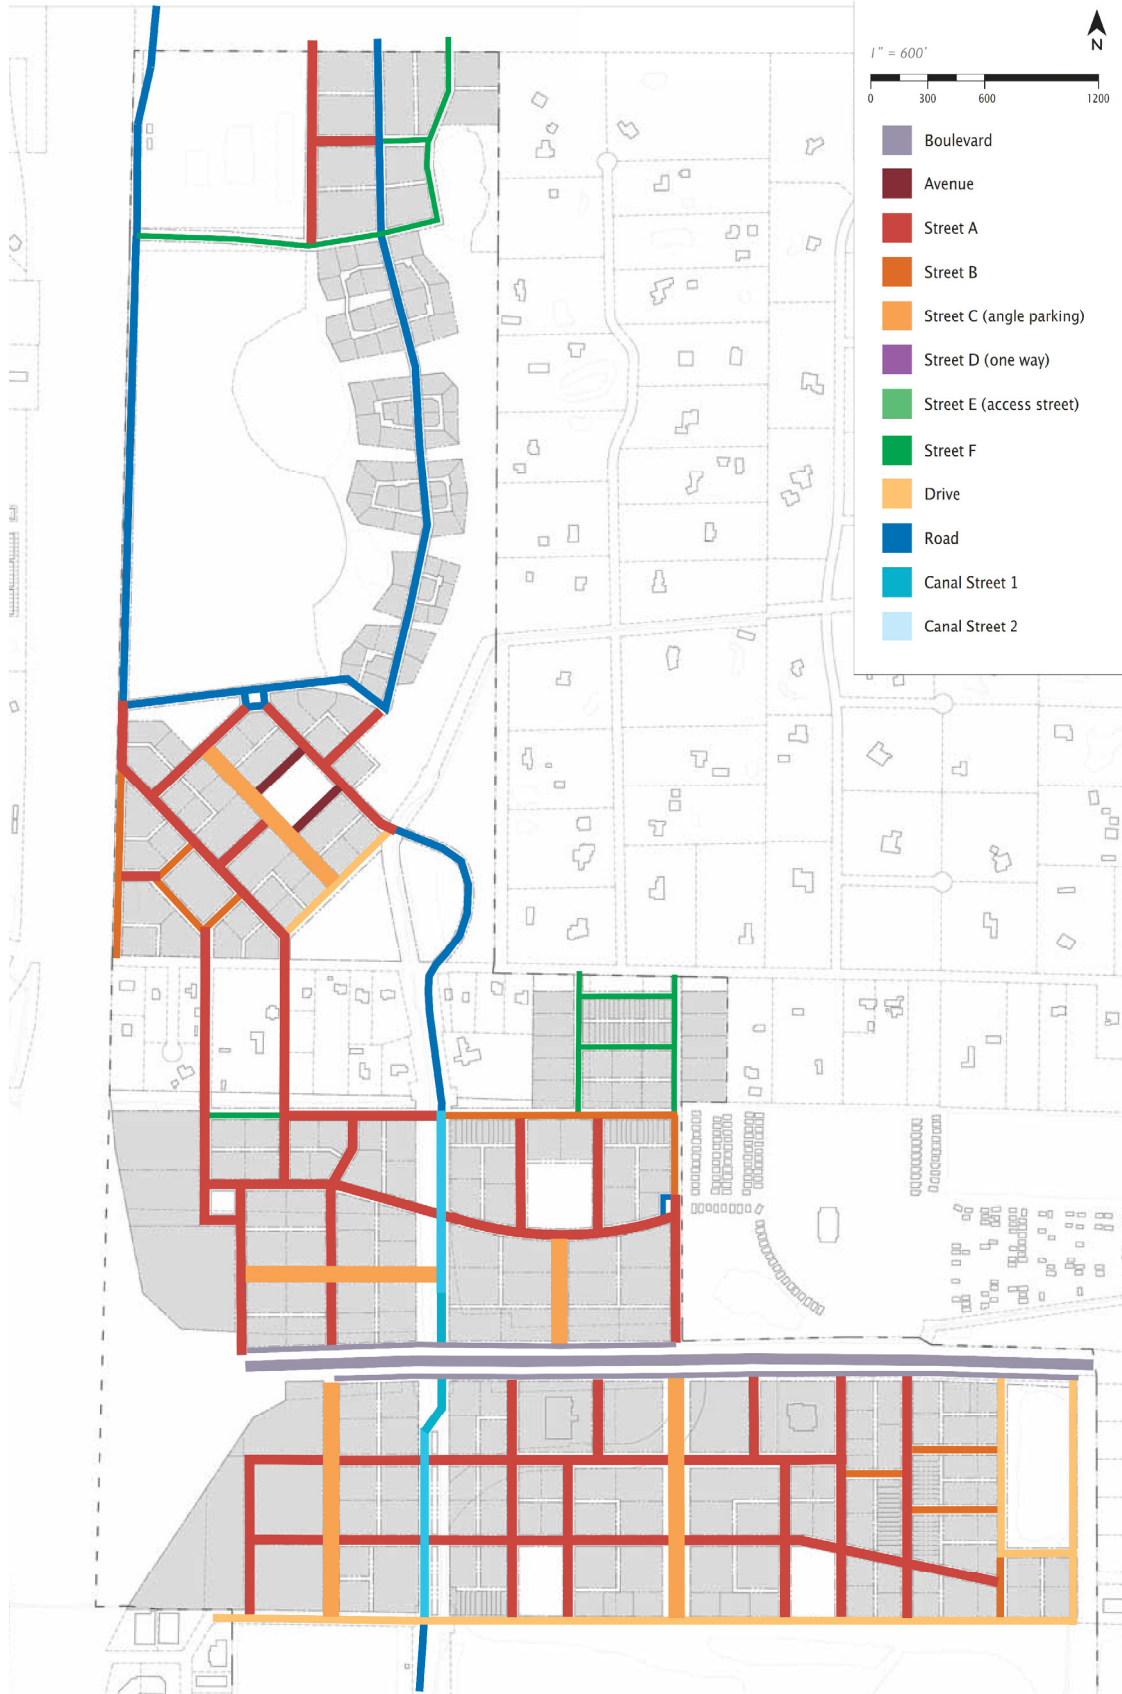 N
1" = 600'
0 300 600 1200
Boulevard
Avenue
Street A
Street B
Street C (angle parking)
Street D (one way)
Street E (access street)
Street F
Drive
Road
Canal Street 1
Canal Street 2